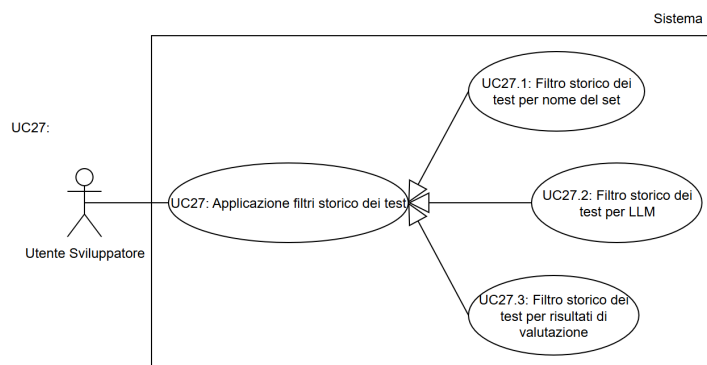 Sistema
UC27.1: Filtro storico dei
test per nome del set
UC27:
UC27: Applicazione filtri storico dei test
UC27.2: Filtro storico dei
test per LLM
Utente Sviluppatore
UC27.3: Filtro storico dei
test per risultati di
valutazione